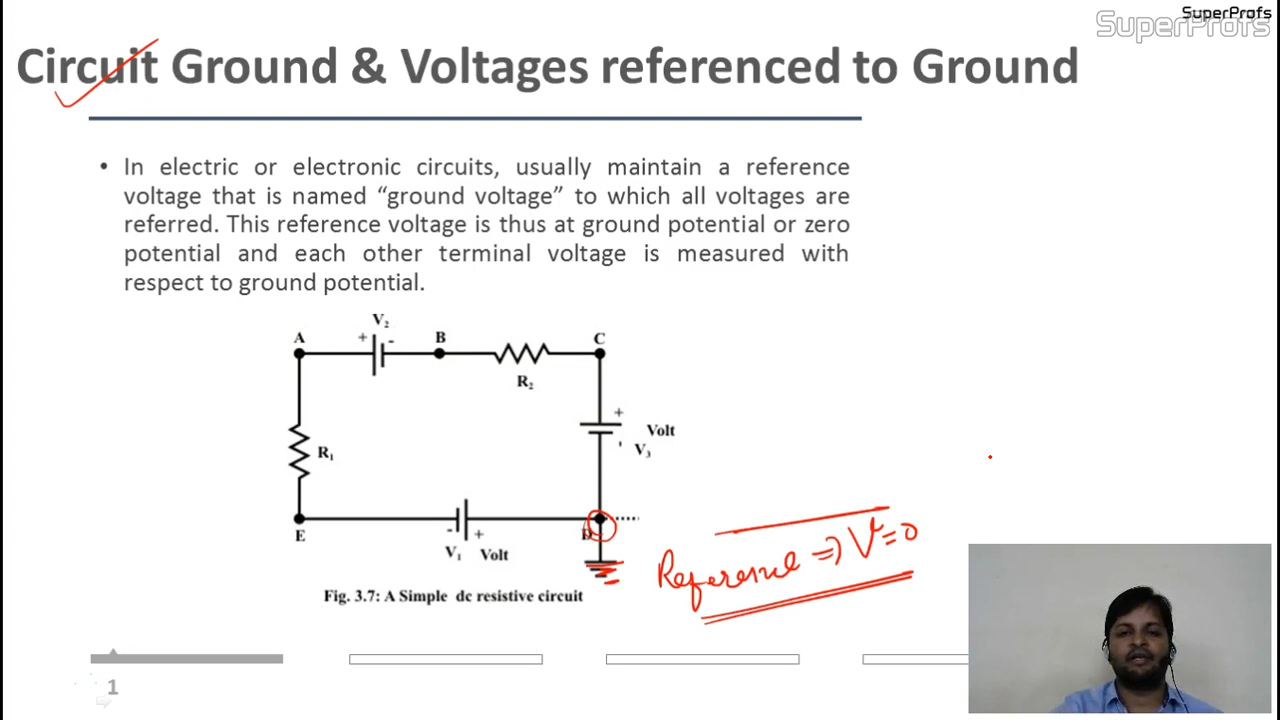 SuperProfs
SuperProfs
Circuit Ground & Voltages referenced to Ground
• In electric or electronic circuits, usually maintain a reference
voltage that is named “ground voltage” to which all voltages are
referred. This reference voltage is thus at ground potential or zero
potential and each other terminal voltage is measured with
respect to ground potential.
V₂
A + - B C
R₂
+
Volt
R₁ ' V₃
E - + D
V₁ Volt
Reference ⇒ V=0
Fig. 3.7: A Simple dc resistive circuit
1